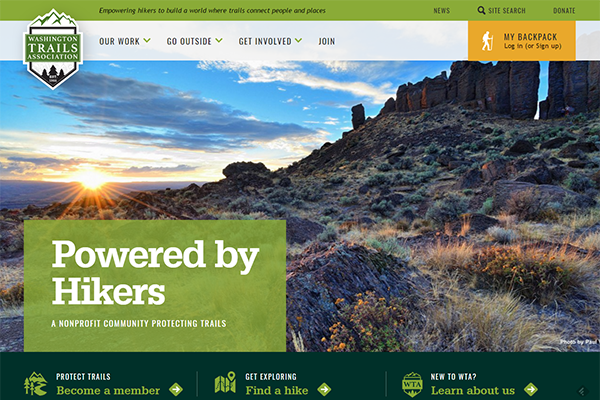 Empowering hikers to build a world where trails connect people and places
NEWS
SITE SEARCH
DONATE
WASHINGTON
TRAILS
ASSOCIATION
OUR WORK
GO OUTSIDE
GET INVOLVED
JOIN
MY BACKPACK
Log in (or Sign up)
Powered by
Hikers
A NONPROFIT COMMUNITY PROTECTING TRAILS
Photo by Paul
PROTECT TRAILS
Become a member
GET EXPLORING
Find a hike
WTA
NEW TO WTA?
Learn about us